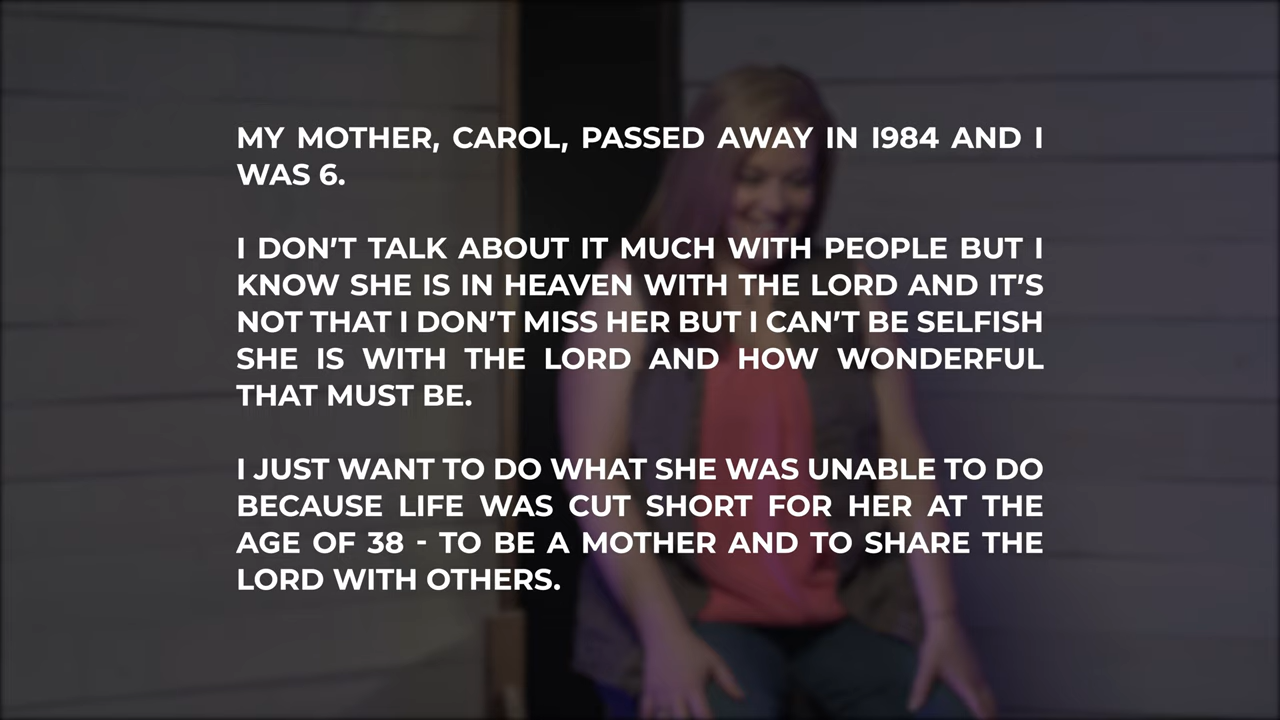 MY MOTHER, CAROL, PASSED AWAY IN 1984 AND I
WAS 6.
I DON'T TALK ABOUT IT MUCH WITH PEOPLE BUT I
KNOW SHE IS IN HEAVEN WITH THE LORD AND IT'S
NOT THAT I DON'T MISS HER BUT I CAN'T BE SELFISH
SHE IS WITH THE LORD AND HOW WONDERFUL
THAT MUST BE.
I JUST WANT TO DO WHAT SHE WAS UNABLE TO DO
BECAUSE LIFE WAS CUT SHORT FOR HER AT THE
AGE OF 38 - TO BE A MOTHER AND TO SHARE THE
LORD WITH OTHERS.